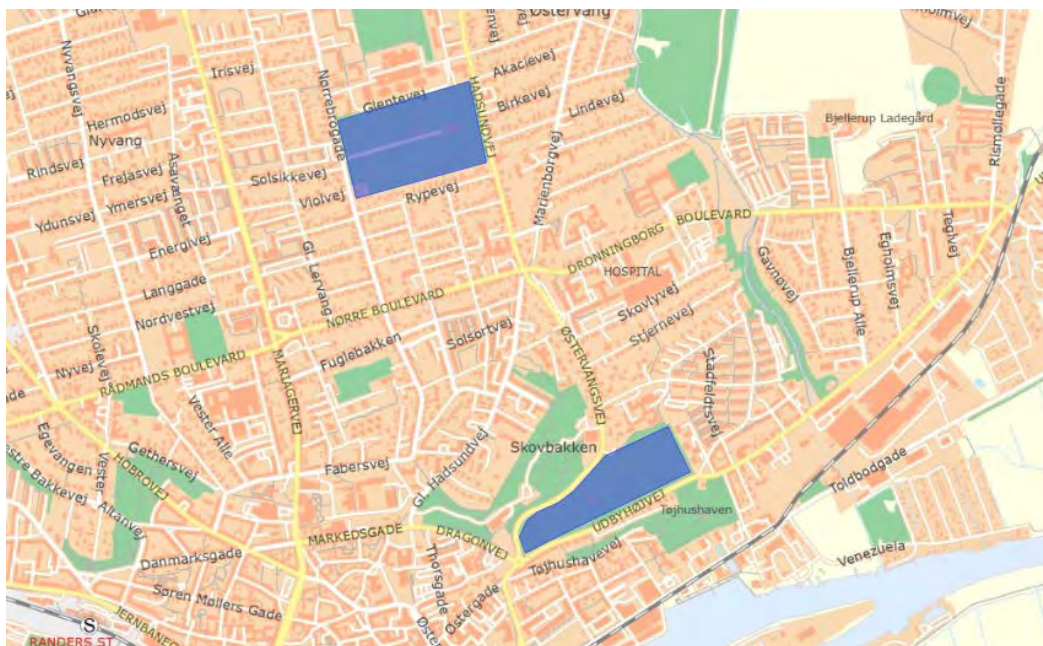 ØSTERVANG
Nyvangsvej
Irisvej
Nørrebrogade
Glentevej
HADSUNDVEJ
Akacievej
Birkevej
Lindevej
Hermodsvej
Nyvang
Rindsvej
Frejasvej
Asavænget
Solsikkevej
Ymersvej
Violvej
Rypevej
Ydunsvej
Marienborgvej
Bjellerup Ladegård
Rismøllegade
Energivej
Gl. Lervang
DRONNINGBORG BOULEVARD
Teglvej
Egholmsvej
Bjellerup Alle
Gavnøvej
HOSPITAL
Langgade
Nordvestvej
NØRRE BOULEVARD
Skovlyvej
Stjernevej
Solsortvej
Fuglebakken
ØSTERVANGSVEJ
Skolevej
Nyvej
RÅDMANDS BOULEVARD
MARIAGERVEJ
Stadfeldtsvej
Vester Alle
Egevangen
Gethersvej
Skovbakken
Fabersvej
Gl. Hadsundvej
Vester
HOBROVEJ
Altanvej
Toldbodgade
UDBYHØJVEJ
Tøjhushaven
MARKEDSGADE
DRAGONVEJ
Danmarksgade
Thorsgade
Tøjhushavevej
Venezuela
Søren Møllers Gade
Østergade
S
RANDERS ST